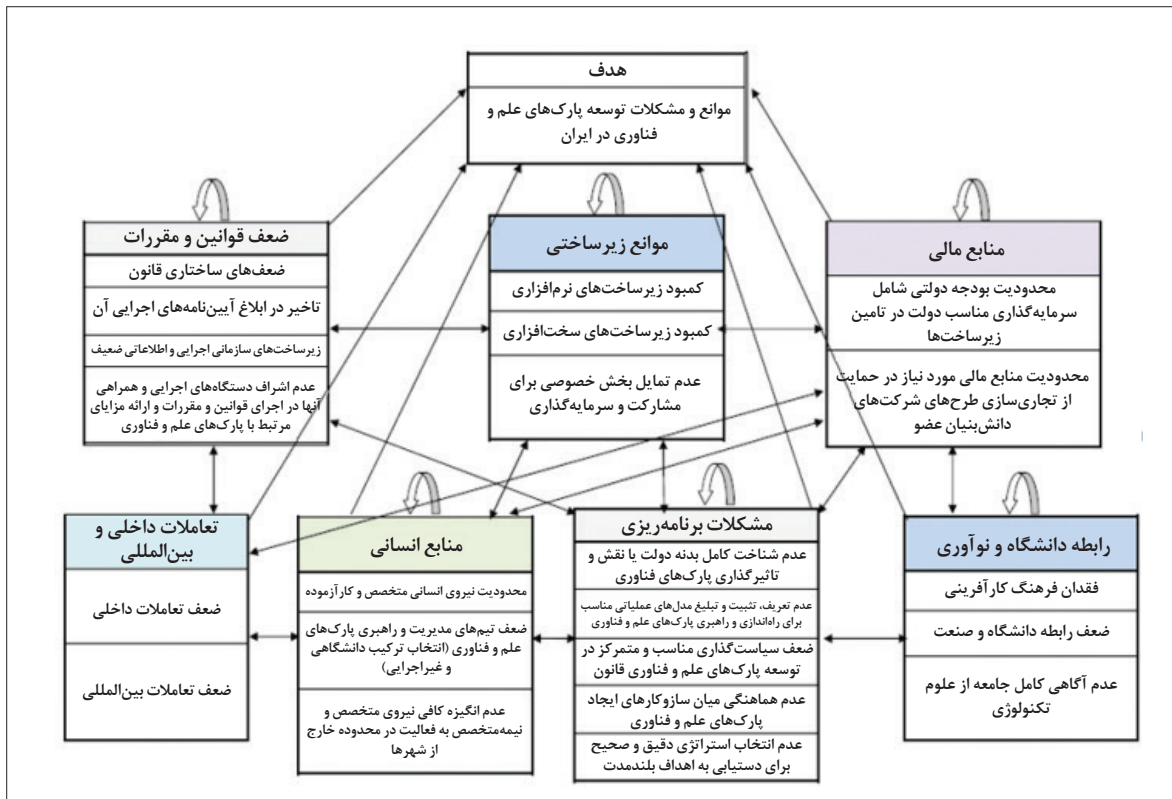 هدف
موانع و مشکلات توسعه پارک‌های علم و
فناوری در ایران
ضعف قوانین و مقررات
ضعف‌های ساختاری قانون
تاخیر در ابلاغ آیین‌نامه‌های اجرایی آن
زیرساخت‌های سازمانی اجرایی و اطلاعاتی ضعیف
عدم اشراف دستگاه‌های اجرایی و همراهی
آنها در اجرای قوانین و مقررات و ارائه مزایای
مرتبط با پارک‌های علم و فناوری
موانع زیرساختی
کمبود زیرساخت‌های نرم‌افزاری
کمبود زیرساخت‌های سخت‌افزاری
عدم تمایل بخش خصوصی برای
مشارکت و سرمایه‌گذاری
منابع مالی
محدودیت بودجه دولتی شامل
سرمایه‌گذاری مناسب دولت در تامین
زیرساخت‌ها
محدودیت منابع مالی مورد نیاز در حمایت
از تجاری‌سازی طرح‌های شرکت‌های
دانش‌بنیان عضو
تعاملات داخلی و
بین‌المللی
ضعف تعاملات داخلی
ضعف تعاملات بین‌المللی
منابع انسانی
محدودیت نیروی انسانی متخصص و کارآزموده
ضعف تیم‌های مدیریت و راهبری پارک‌های
علم و فناوری (انتخاب ترکیب دانشگاهی
و غیراجرایی)
عدم انگیزه کافی نیروی متخصص و
نیمه‌متخصص به فعالیت در محدوده خارج
از شهرها
مشکلات برنامه‌ریزی
عدم شناخت کامل بدنه دولت یا نقش و
تاثیرگذاری پارک‌های فناوری
عدم تعریف، تثبیت و تبلیغ مدل‌های عملیاتی مناسب
برای راه‌اندازی و راهبری پارک‌های علم و فناوری
ضعف سیاست‌گذاری مناسب و متمرکز در
توسعه پارک‌های علم و فناوری قانون
عدم هماهنگی میان سازوکارهای ایجاد
پارک‌های علم و فناوری
عدم انتخاب استراتژی دقیق و صحیح
برای دستیابی به اهداف بلندمدت
رابطه دانشگاه و نوآوری
فقدان فرهنگ کارآفرینی
ضعف رابطه دانشگاه و صنعت
عدم آگاهی کامل جامعه از علوم
تکنولوژی